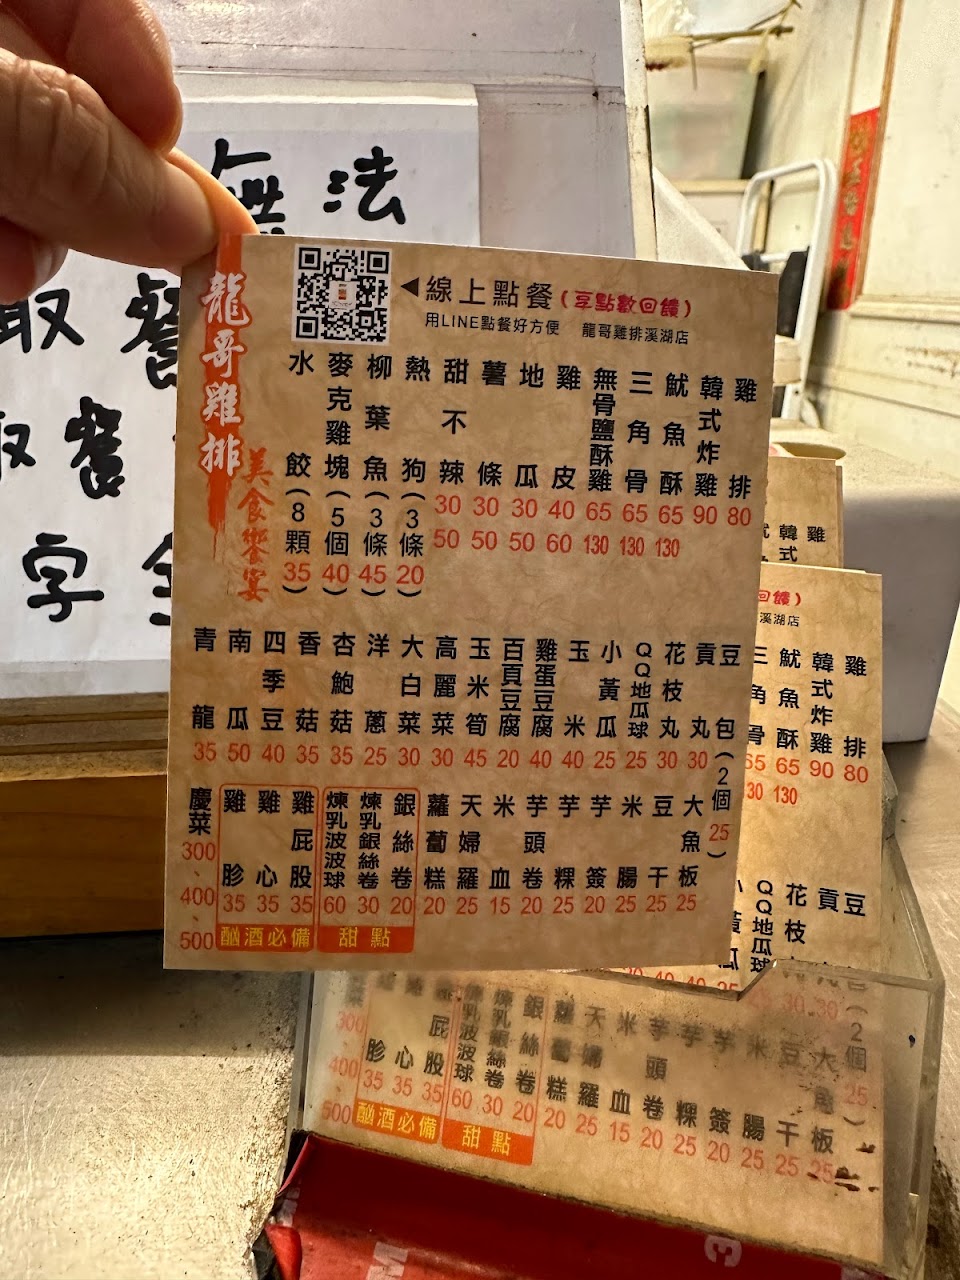 無法
取餐
取餐
字
龍哥雞排
美食饗宴
◀線上點餐(享點數回饋)
用LINE點餐好方便 龍哥雞排溪湖店
雞排 80
韓式炸雞 90
魷魚酥 65 130
三角骨 65 130
無骨鹽酥雞 65 130
雞皮 40 60
地瓜 30 50
薯條 30 50
甜不辣 30 50
熱狗(3條) 20
柳葉魚(3條) 45
麥克雞塊(5個) 40
水餃(8顆) 35
豆包(2個25)
貢丸 30
花枝丸 30
QQ地瓜球 25
小黃瓜 25
玉米 40
雞蛋豆腐 40
百頁豆腐 20
玉米筍 45
高麗菜 30
大白菜 30
洋蔥 25
杏鮑菇 35
香菇 35
四季豆 40
南瓜 50
青龍 35
大魚板 25
豆干 25
米腸 25
芋簽 20
芋粿 25
芋頭卷 20
米血 15
天婦羅 25
蘿蔔糕 20
銀絲卷 20
煉乳銀絲卷 30
煉乳波波球 60
甜點
雞屁股 35
雞心 35
雞胗 35
酗酒必備
慶菜 300、400、500